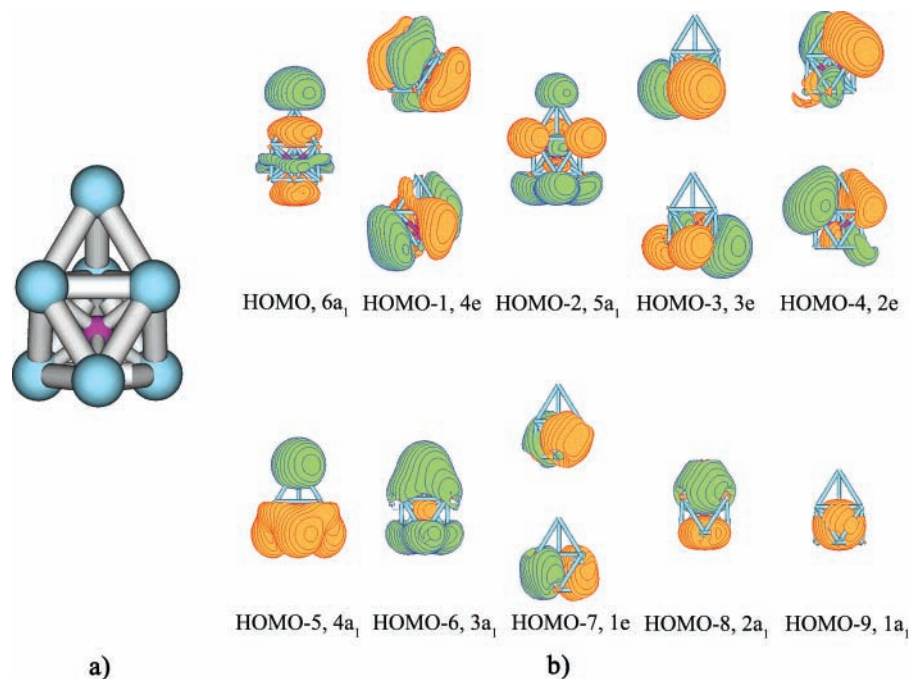 HOMO, 6a₁ HOMO-1, 4e HOMO-2, 5a₁ HOMO-3, 3e HOMO-4, 2e
HOMO-5, 4a₁ HOMO-6, 3a₁ HOMO-7, 1e HOMO-8, 2a₁ HOMO-9, 1a₁
a) b)